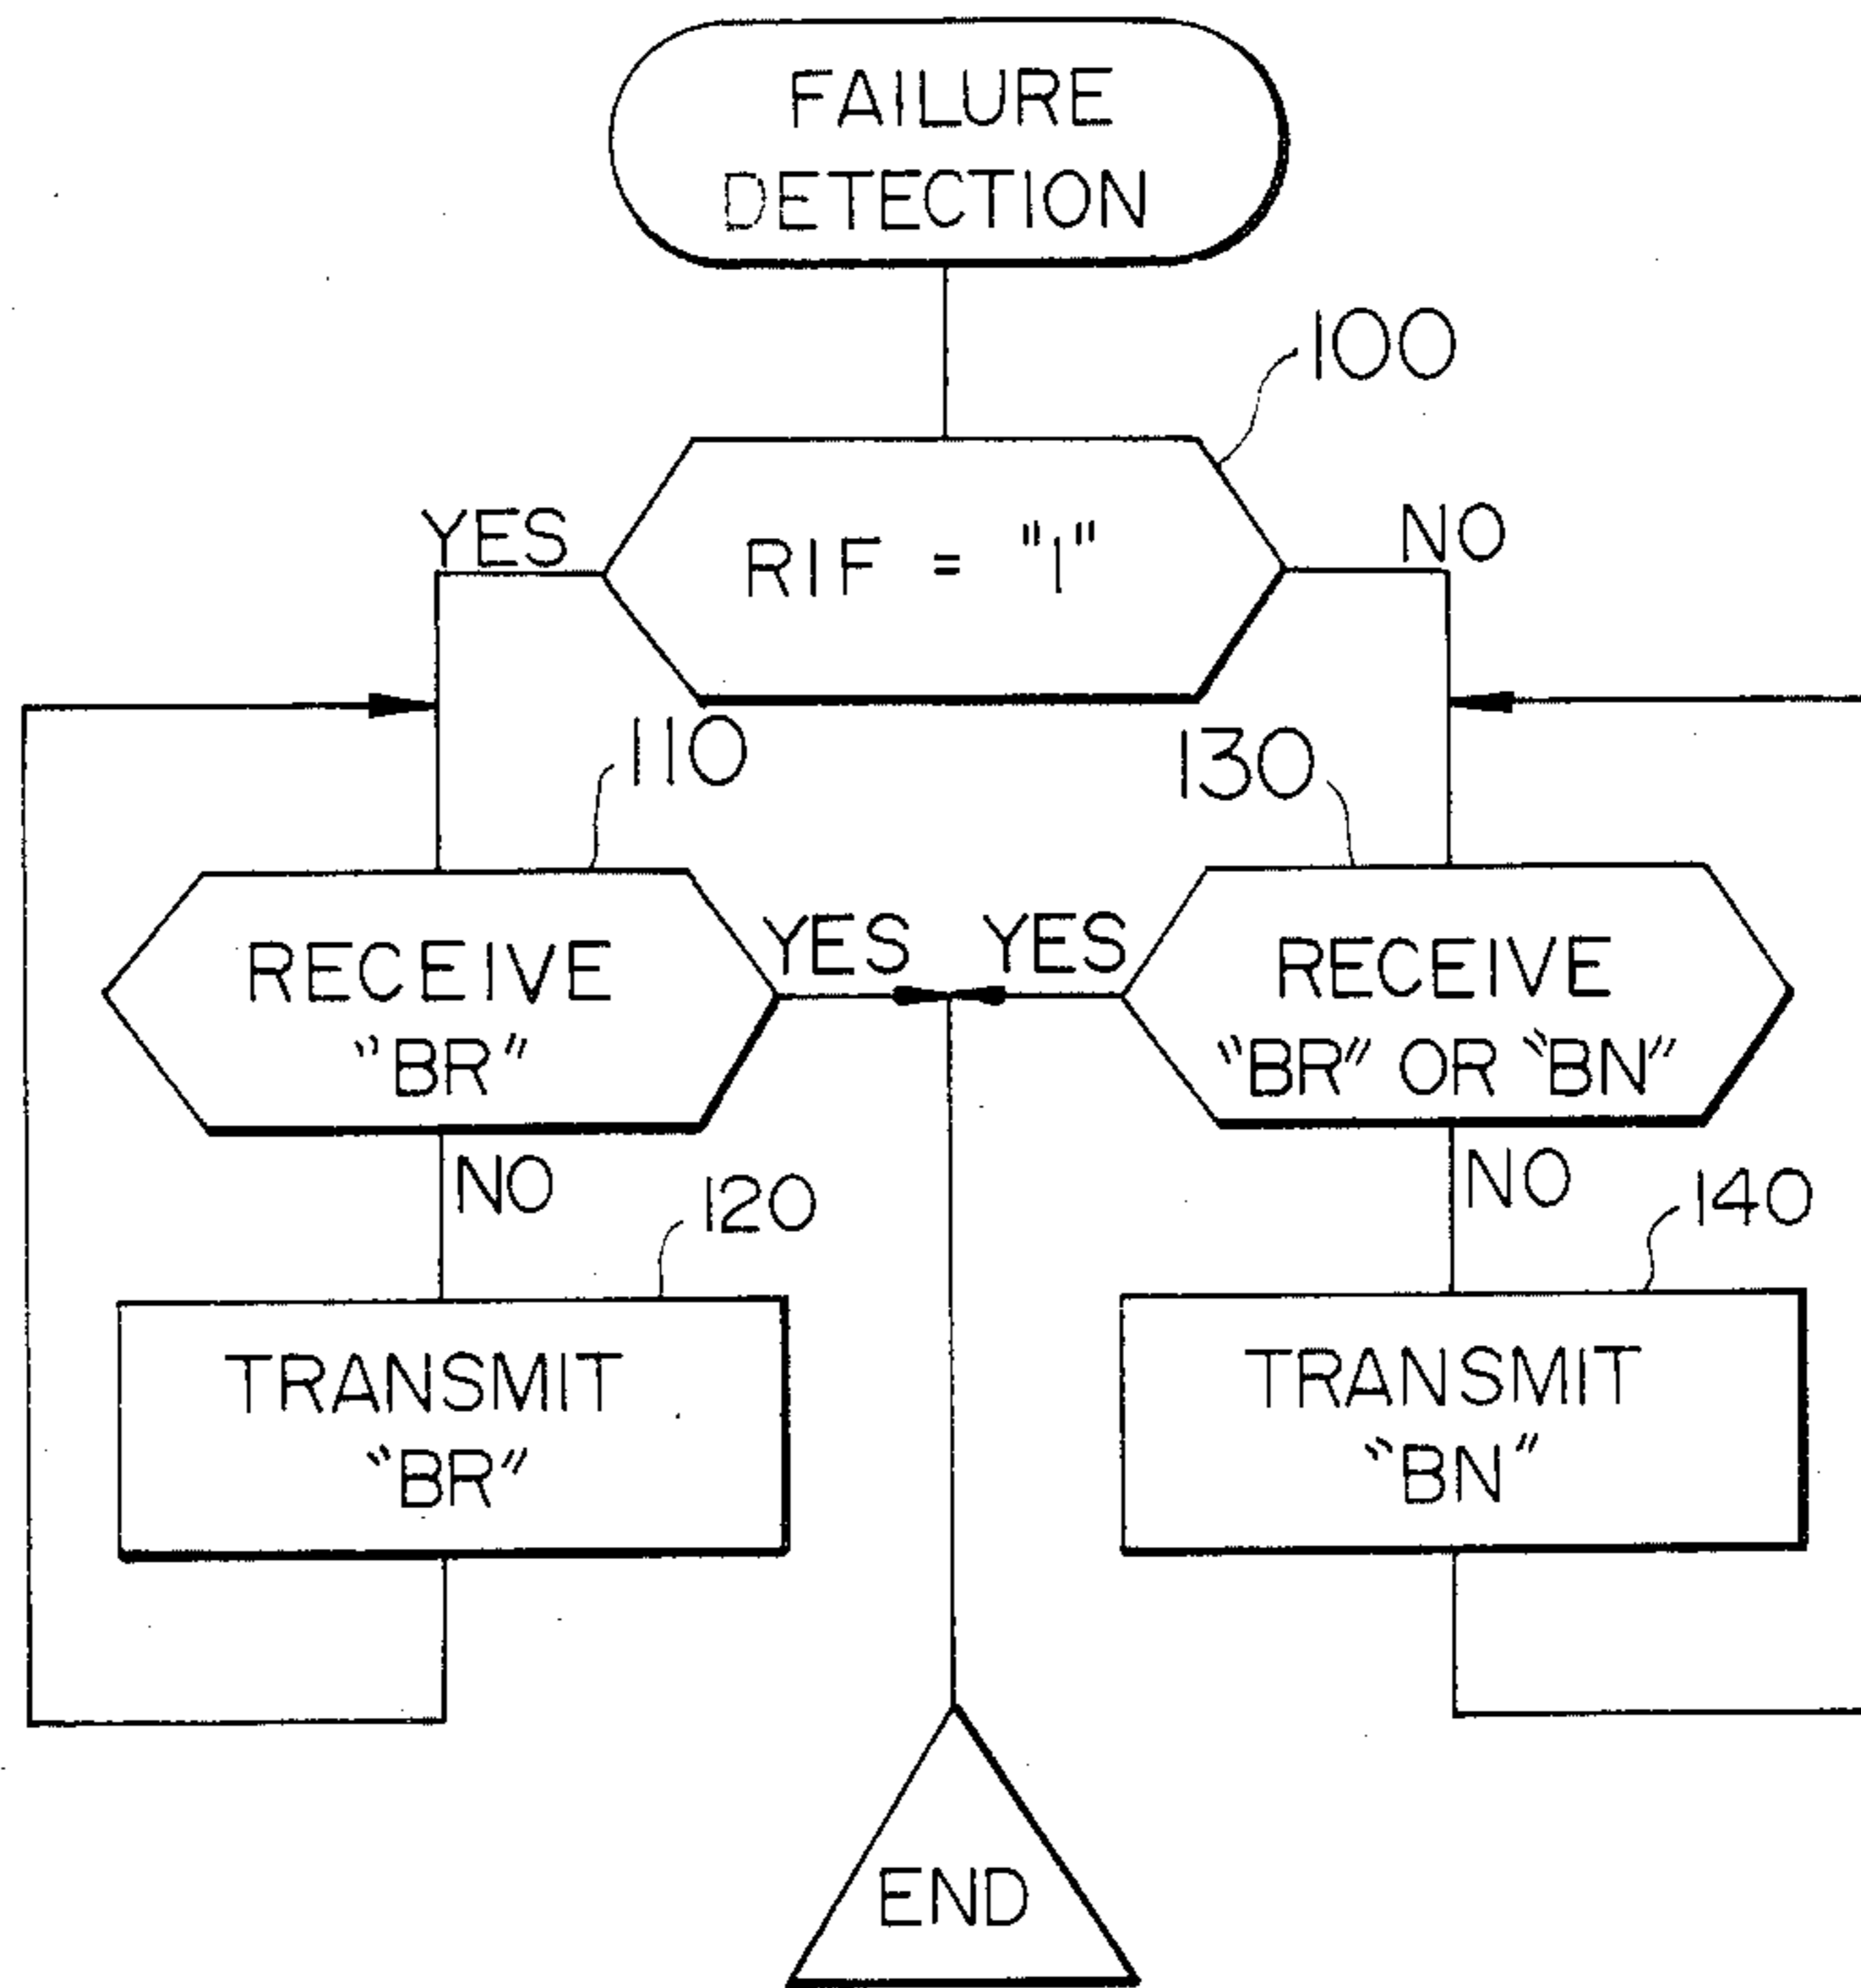 FAILURE
DETECTION
100
YES
RIF = "1"
NO
110
130
RECEIVE
"BR"
YES
YES
RECEIVE
"BR" OR "BN"
NO
120
NO
140
TRANSMIT
"BR"
TRANSMIT
"BN"
END